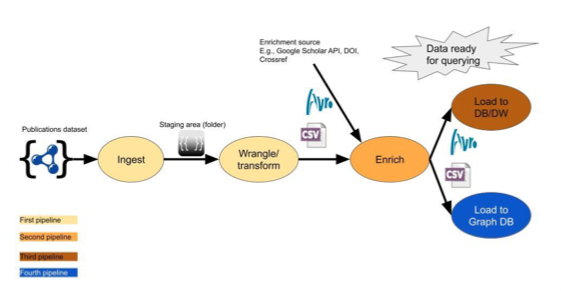 Enrichment source
E.g., Google Scholar API, DOI,
Crossref
Data ready
for querying
Load to
DB/DW
Avro
CSV
Publications dataset
Staging area (folder)
Ingest
Wrangle/
transform
Enrich
Avro
CSV
Load to
Graph DB
First pipeline
Second pipeline
Third pipeline
Fourth pipeline